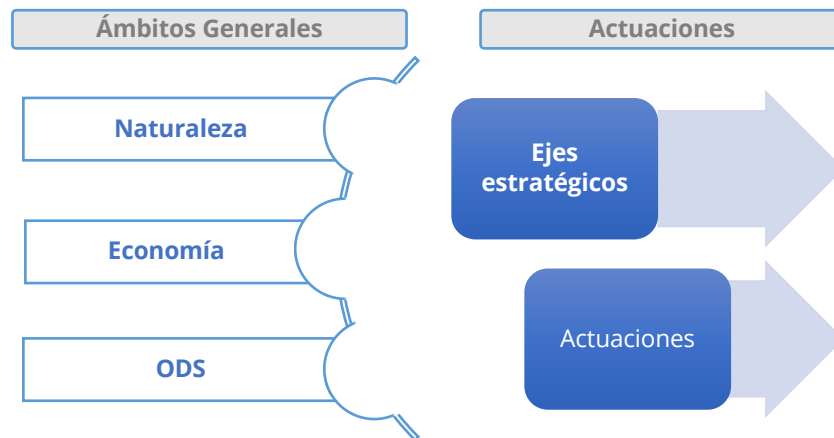 Ámbitos Generales
Naturaleza
Economía
ODS
Actuaciones
Ejes
estratégicos
Actuaciones